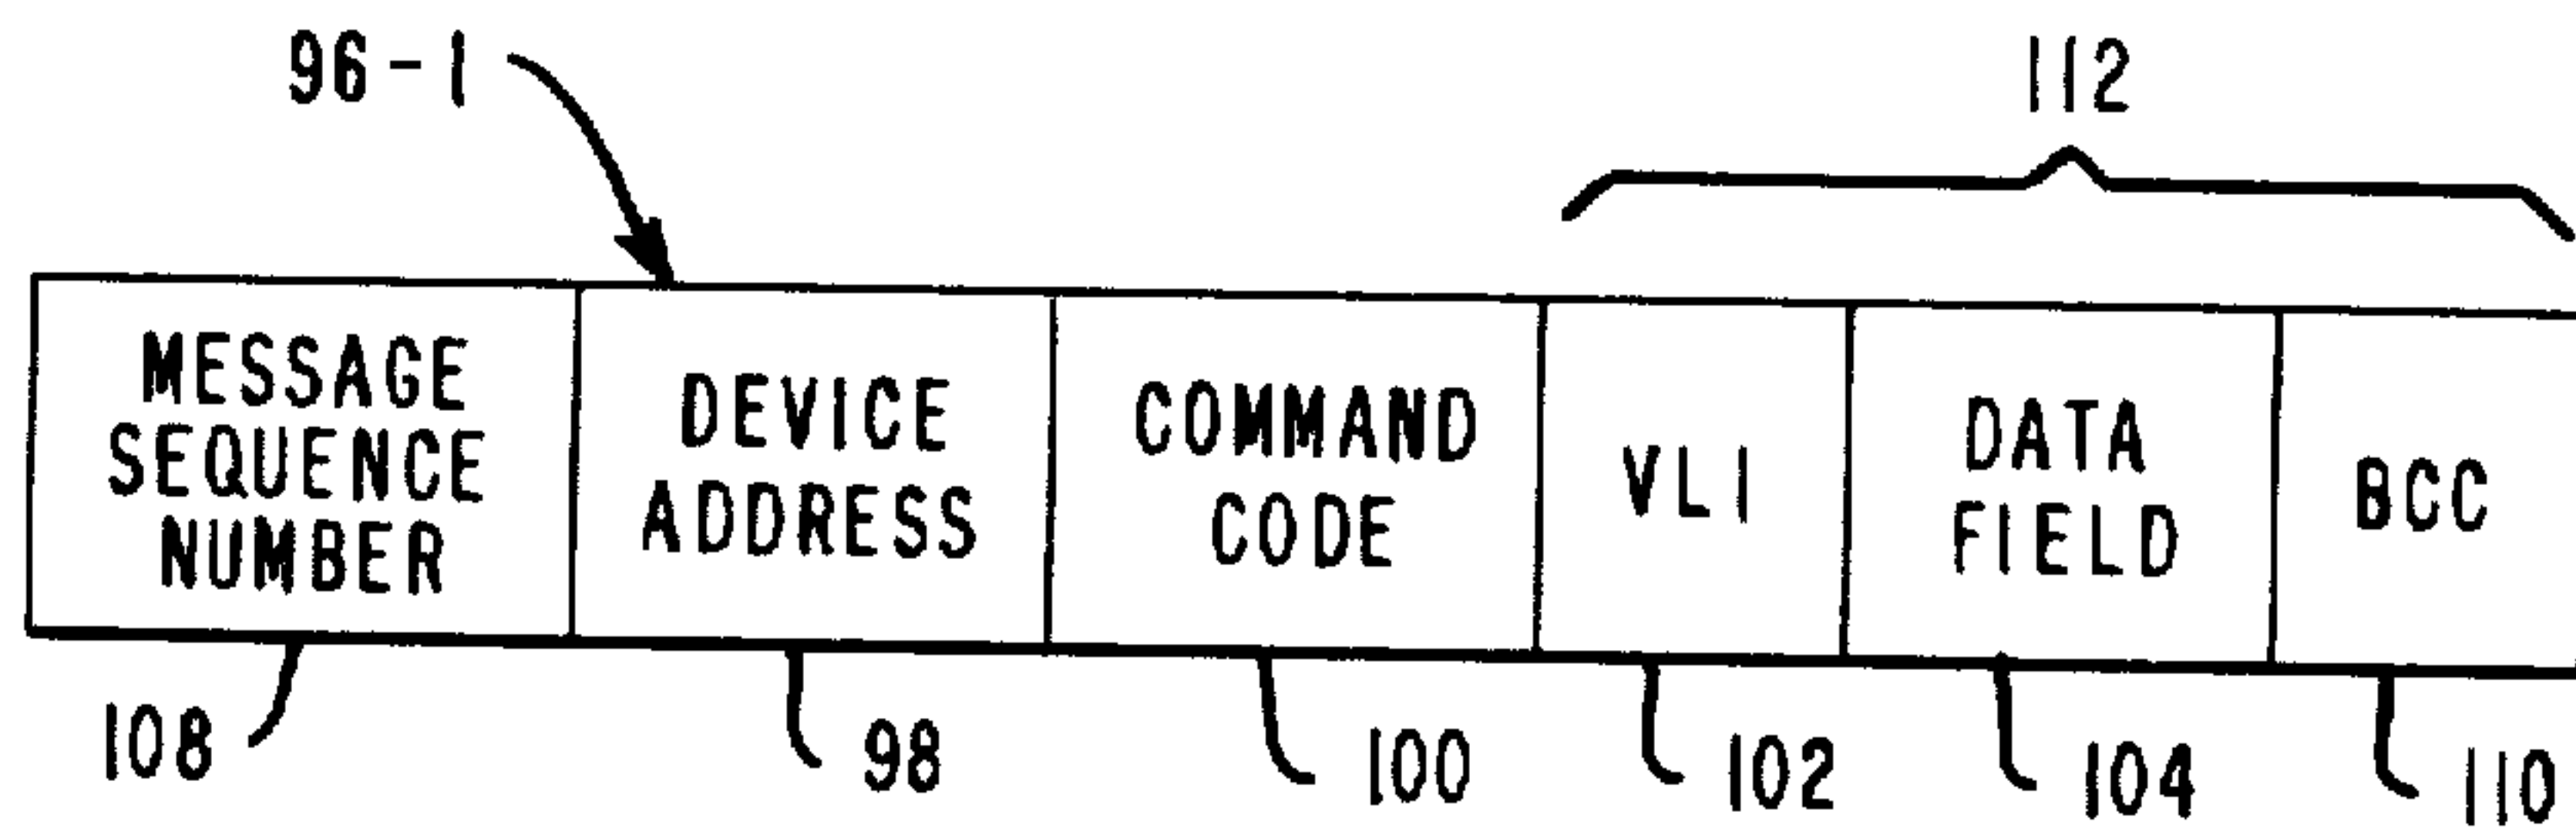 96-1
112
MESSAGE
SEQUENCE
NUMBER
DEVICE
ADDRESS
COMMAND
CODE
VLI
DATA
FIELD
BCC
108
98
100
102
104
110